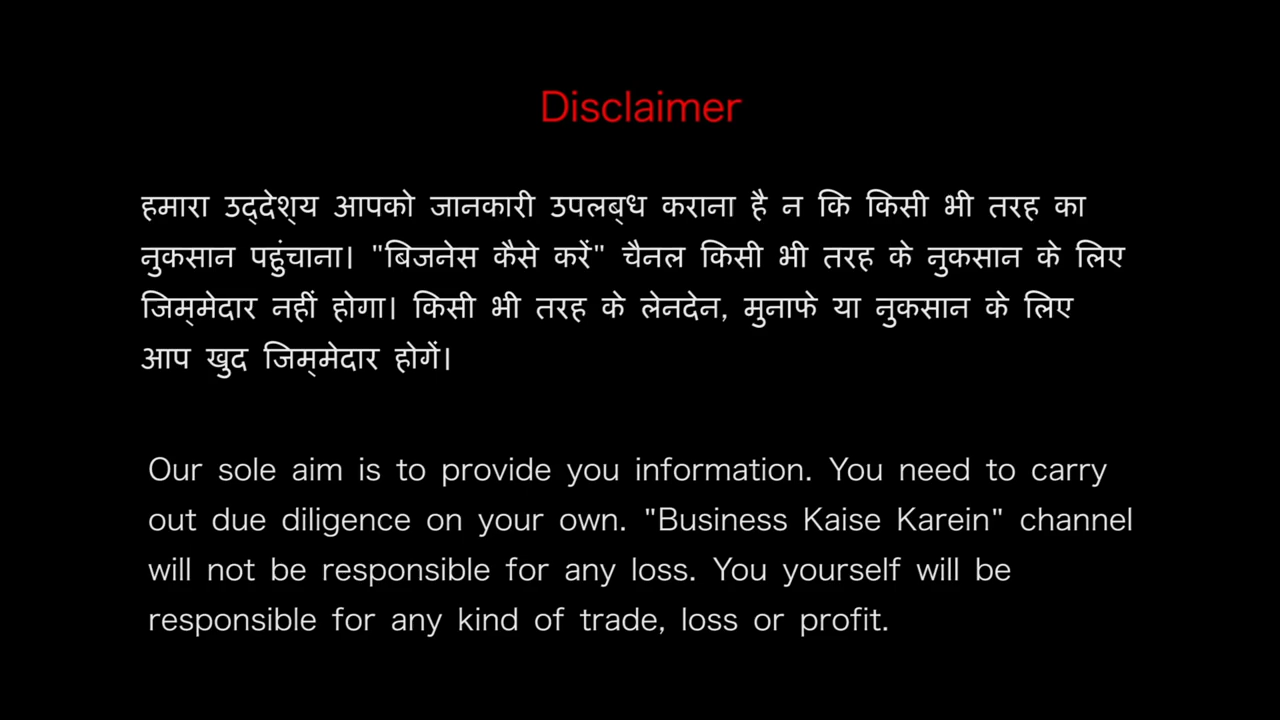 Disclaimer
हमारा उद्देश्य आपको जानकारी उपलब्ध कराना है न कि किसी भी तरह का
नुकसान पहुंचाना। "बिजनेस कैसे करें" चैनल किसी भी तरह के नुकसान के लिए
जिम्मेदार नहीं होगा। किसी भी तरह के लेनदेन, मुनाफे या नुकसान के लिए
आप खुद जिम्मेदार होगें।
Our sole aim is to provide you information. You need to carry
out due diligence on your own. "Business Kaise Karein" channel
will not be responsible for any loss. You yourself will be
responsible for any kind of trade, loss or profit.